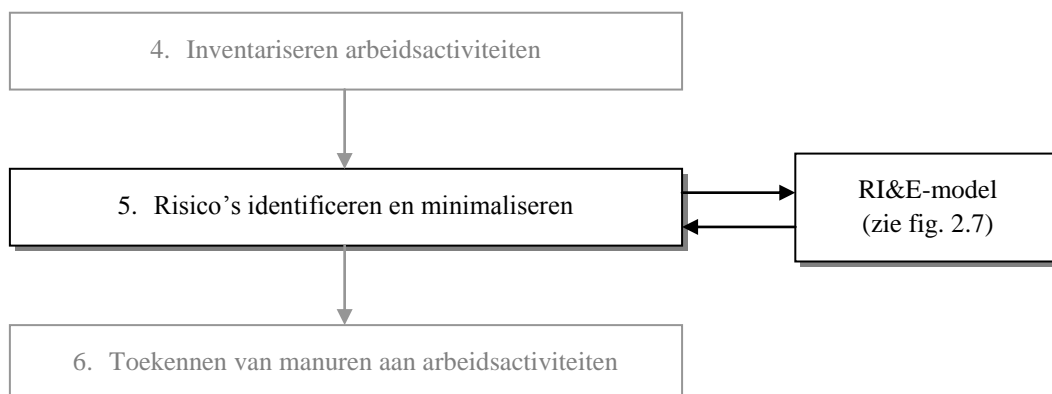 4. Inventariseren arbeidsactiviteiten
5. Risico’s identificeren en minimaliseren
RI&E-model
(zie fig. 2.7)
6. Toekennen van manuren aan arbeidsactiviteiten